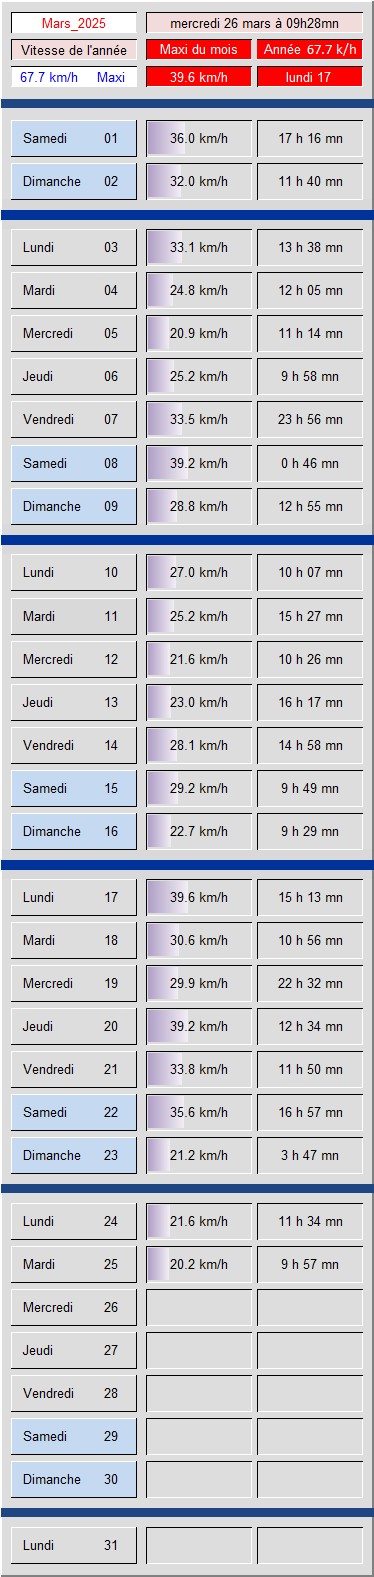 Mars_2025 mercredi 26 mars à 09h28mn
Vitesse de l'année Maxi du mois Année 67.7 k/h
67.7 km/h Maxi 39.6 km/h lundi 17
Samedi 01 36.0 km/h 17 h 16 mn
Dimanche 02 32.0 km/h 11 h 40 mn
Lundi 03 33.1 km/h 13 h 38 mn
Mardi 04 24.8 km/h 12 h 05 mn
Mercredi 05 20.9 km/h 11 h 14 mn
Jeudi 06 25.2 km/h 9 h 58 mn
Vendredi 07 33.5 km/h 23 h 56 mn
Samedi 08 39.2 km/h 0 h 46 mn
Dimanche 09 28.8 km/h 12 h 55 mn
Lundi 10 27.0 km/h 10 h 07 mn
Mardi 11 25.2 km/h 15 h 27 mn
Mercredi 12 21.6 km/h 10 h 26 mn
Jeudi 13 23.0 km/h 16 h 17 mn
Vendredi 14 28.1 km/h 14 h 58 mn
Samedi 15 29.2 km/h 9 h 49 mn
Dimanche 16 22.7 km/h 9 h 29 mn
Lundi 17 39.6 km/h 15 h 13 mn
Mardi 18 30.6 km/h 10 h 56 mn
Mercredi 19 29.9 km/h 22 h 32 mn
Jeudi 20 39.2 km/h 12 h 34 mn
Vendredi 21 33.8 km/h 11 h 50 mn
Samedi 22 35.6 km/h 16 h 57 mn
Dimanche 23 21.2 km/h 3 h 47 mn
Lundi 24 21.6 km/h 11 h 34 mn
Mardi 25 20.2 km/h 9 h 57 mn
Mercredi 26
Jeudi 27
Vendredi 28
Samedi 29
Dimanche 30
Lundi 31